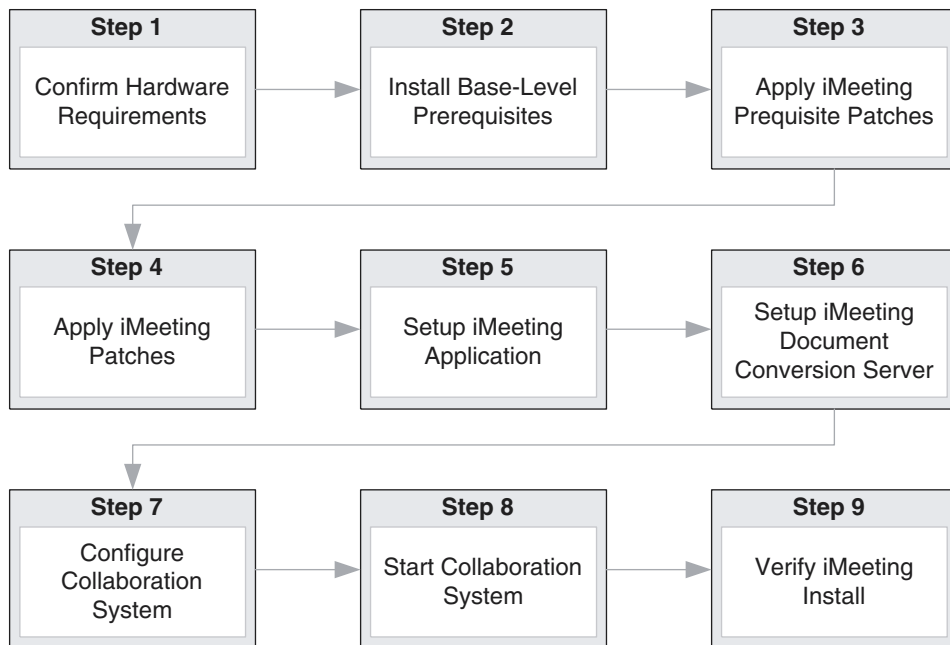 Step 1
Confirm Hardware
Requirements
Step 2
Install Base-Level
Prerequisites
Step 3
Apply iMeeting
Prequisite Patches
Step 4
Apply iMeeting
Patches
Step 5
Setup iMeeting
Application
Step 6
Setup iMeeting
Document
Conversion Server
Step 7
Configure
Collaboration
System
Step 8
Start Collaboration
System
Step 9
Verify iMeeting
Install